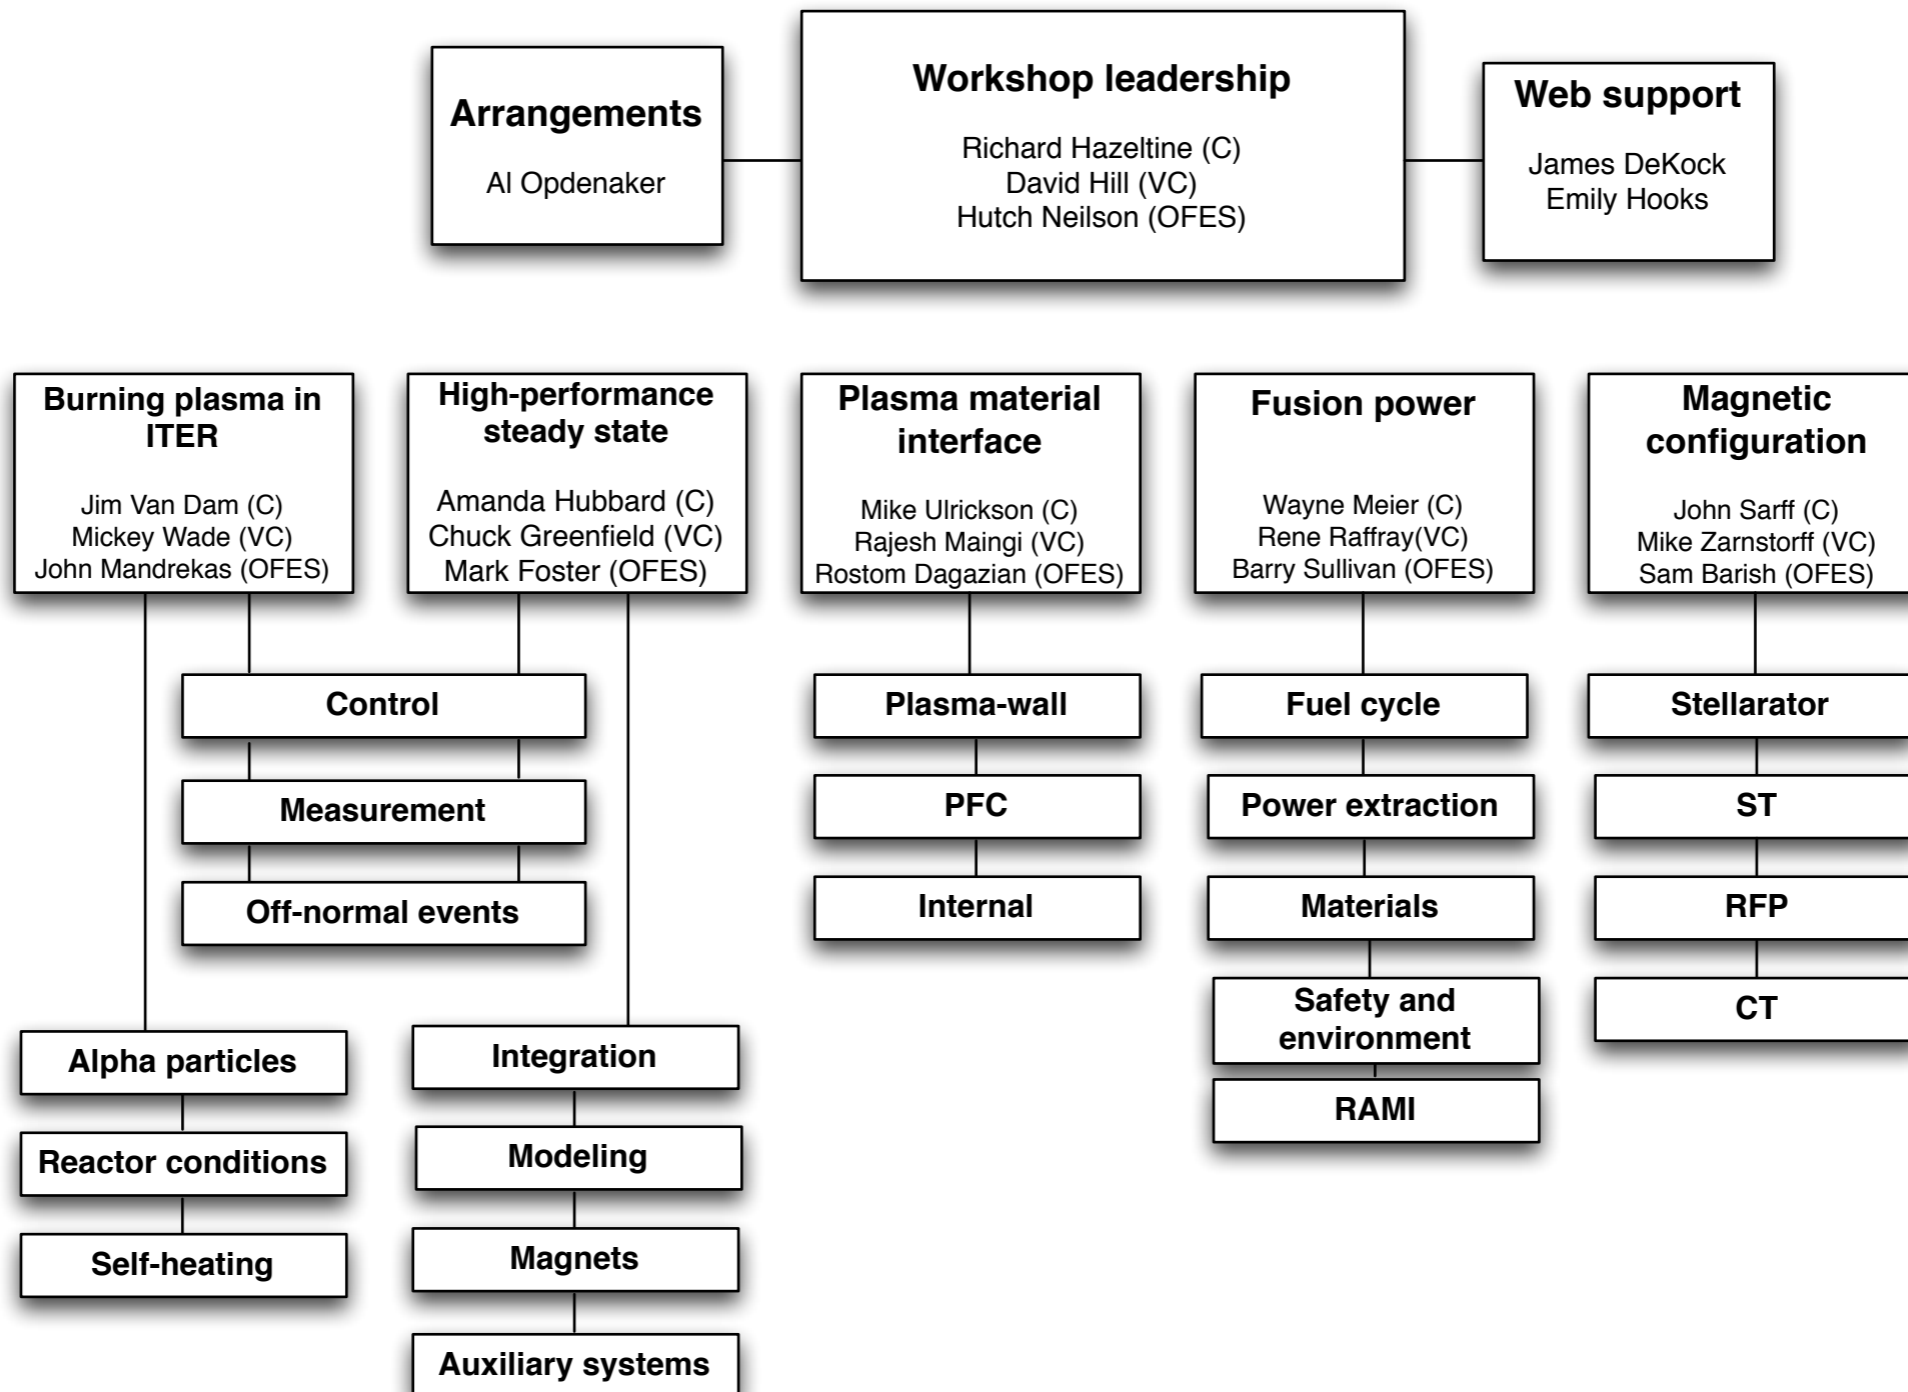 Arrangements
Al Opdenaker
Workshop leadership
Richard Hazeltine (C)
David Hill (VC)
Hutch Neilson (OFES)
Web support
James DeKock
Emily Hooks
Burning plasma in
ITER
Jim Van Dam (C)
Mickey Wade (VC)
John Mandrekas (OFES)
High-performance
steady state
Amanda Hubbard (C)
Chuck Greenfield (VC)
Mark Foster (OFES)
Plasma material
interface
Mike Ulrickson (C)
Rajesh Maingi (VC)
Rostom Dagazian (OFES)
Fusion power
Wayne Meier (C)
Rene Raffray(VC)
Barry Sullivan (OFES)
Magnetic
configuration
John Sarff (C)
Mike Zarnstorff (VC)
Sam Barish (OFES)
Control
Measurement
Off-normal events
Alpha particles
Reactor conditions
Self-heating
Integration
Modeling
Magnets
Auxiliary systems
Plasma-wall
PFC
Internal
Fuel cycle
Power extraction
Materials
Safety and
environment
RAMI
Stellarator
ST
RFP
CT